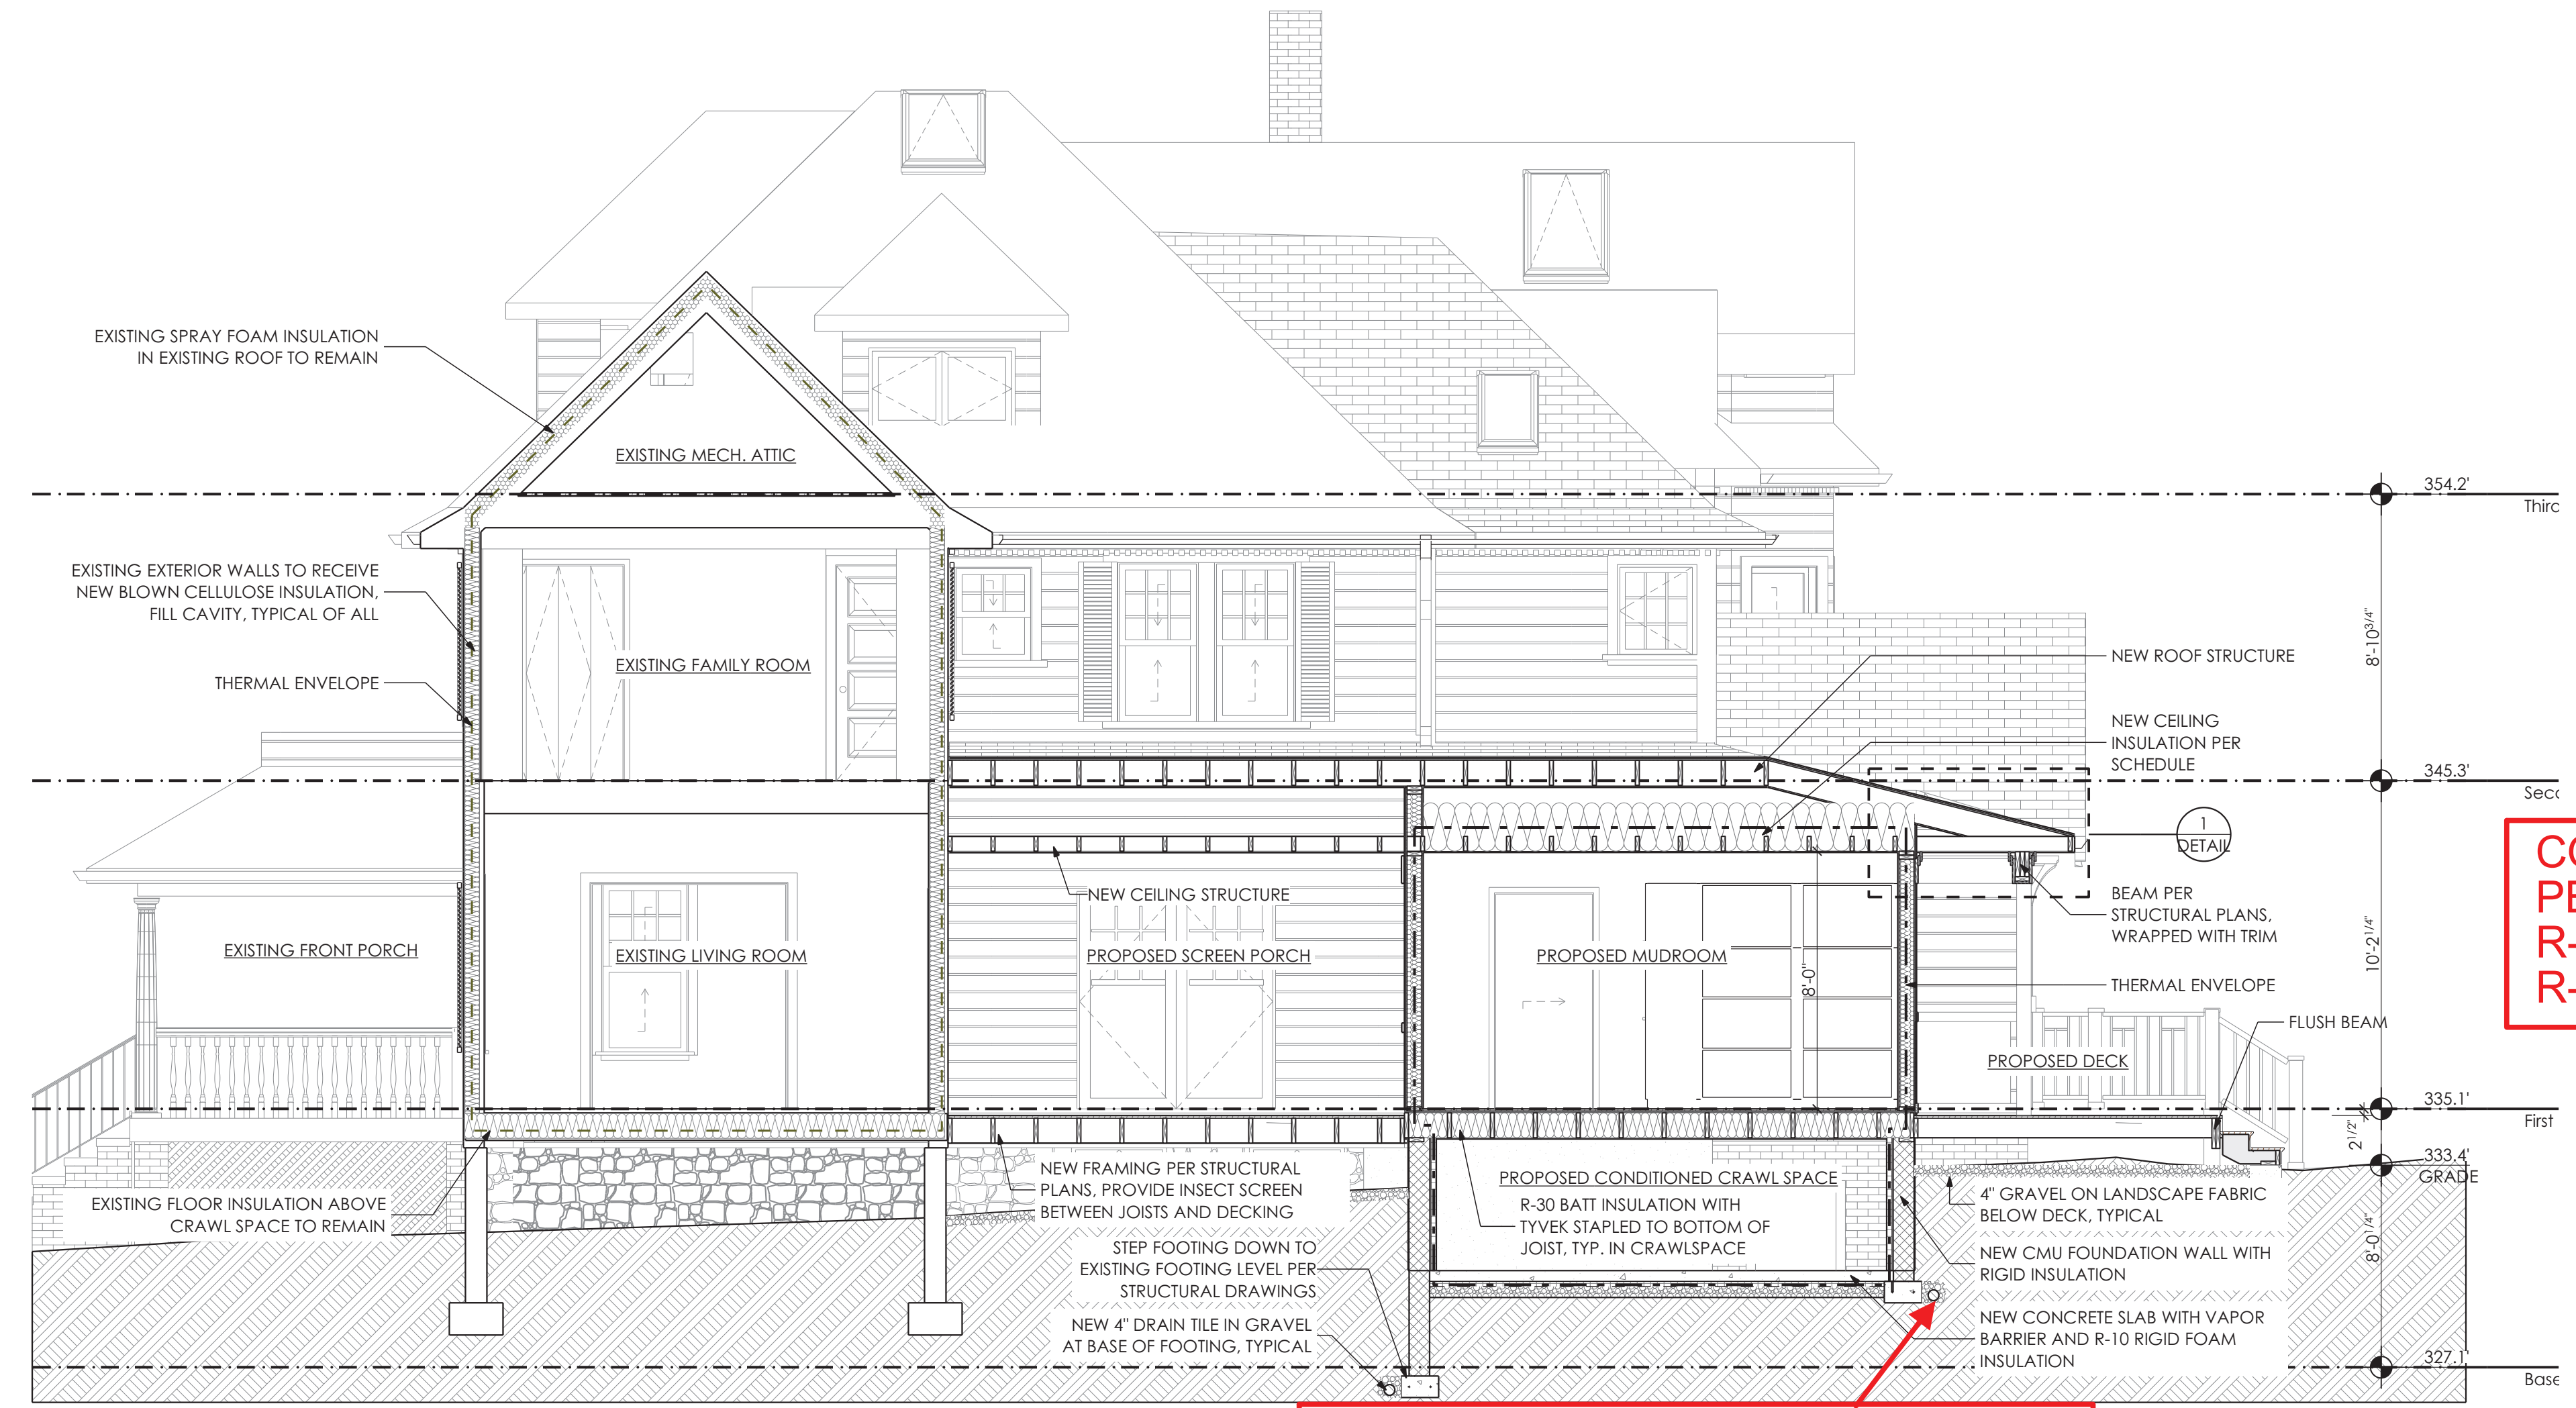 EXISTING SPRAY FOAM INSULATION
IN EXISTING ROOF TO REMAIN
EXISTING MECH. ATTIC
354.2'
EXISTING EXTERIOR WALLS TO RECEIVE
NEW BLOWN CELLULOSE INSULATION,
FILL CAVITY, TYPICAL OF ALL
8'-10 3/4"
NEW ROOF STRUCTURE
EXISTING FAMILY ROOM
THERMAL ENVELOPE
NEW CEILING
INSULATION PER
SCHEDULE
345.3'
1
DETAIL
NEW CEILING STRUCTURE
BEAM PER
STRUCTURAL PLANS,
WRAPPED WITH TRIM
EXISTING FRONT PORCH
EXISTING LIVING ROOM
PROPOSED SCREEN PORCH
PROPOSED MUDROOM
8'-0"
10'-2 1/4"
THERMAL ENVELOPE
FLUSH BEAM
PROPOSED DECK
335.1'
First
2 1/2"
333.4'
GRADE
EXISTING FLOOR INSULATION ABOVE
CRAWL SPACE TO REMAIN
NEW FRAMING PER STRUCTURAL
PLANS, PROVIDE INSECT SCREEN
BETWEEN JOISTS AND DECKING
PROPOSED CONDITIONED CRAWL SPACE
R-30 BATT INSULATION WITH
TYVEK STAPLED TO BOTTOM OF
JOIST, TYP. IN CRAWLSPACE
4" GRAVEL ON LANDSCAPE FABRIC
BELOW DECK, TYPICAL
8'-0 1/4"
STEP FOOTING DOWN TO
EXISTING FOOTING LEVEL PER
STRUCTURAL DRAWINGS
NEW CMU FOUNDATION WALL WITH
RIGID INSULATION
NEW 4" DRAIN TILE IN GRAVEL
AT BASE OF FOOTING, TYPICAL
NEW CONCRETE SLAB WITH VAPOR
BARRIER AND R-10 RIGID FOAM
INSULATION
327.1'
Base